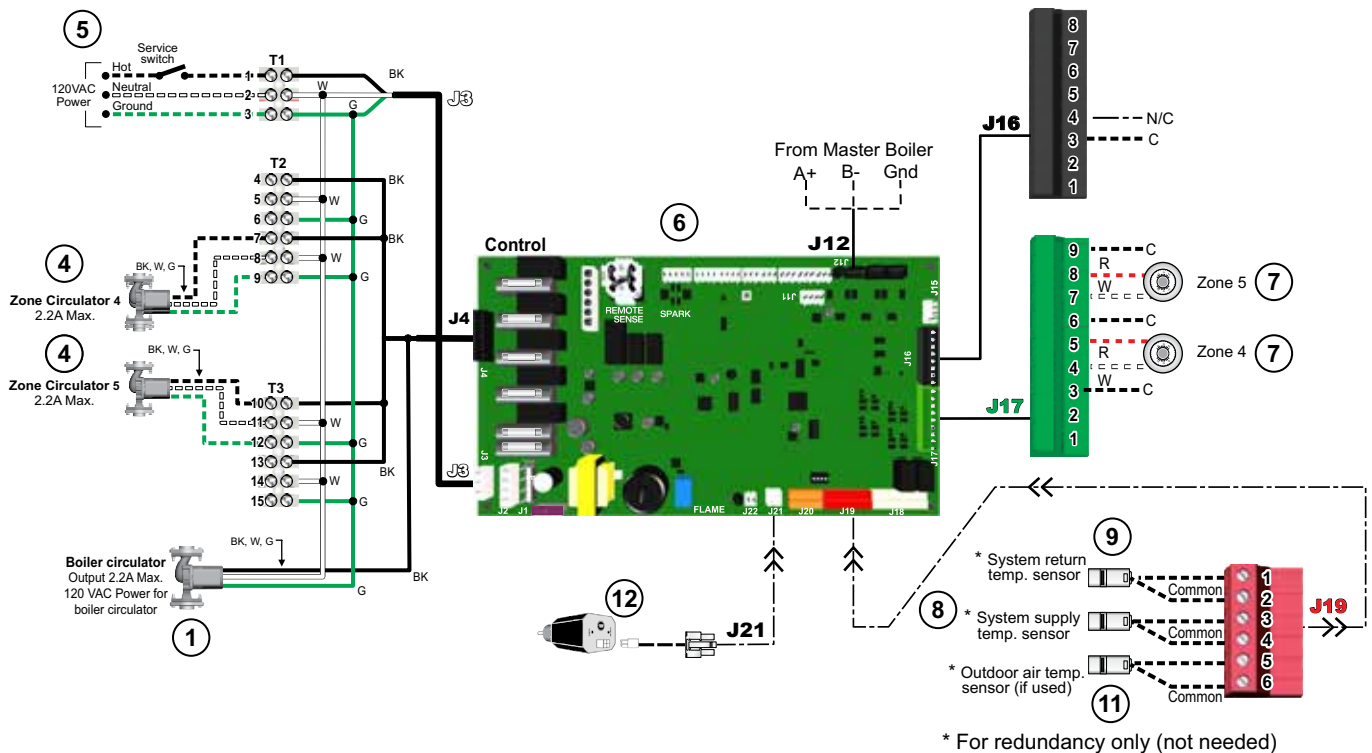 5
Service
switch
Hot
T1
120VAC
Power
Neutral
Ground
1
2
3
BK
W
G
J3
T2
4
5
6
7
8
9
BK
W
G
BK
W
G
4
BK, W, G
Zone Circulator 4
2.2A Max.
4
BK, W, G
Zone Circulator 5
2.2A Max.
T3
10
11
12
13
14
15
W
G
BK
W
G
J4
J3
BK, W, G
Boiler circulator
Output 2.2A Max.
120 VAC Power for
boiler circulator
BK
G
1
From Master Boiler
A+ B- Gnd
6
J12
Control
J12
J11
J15
REMOTE
SENSE
SPARK
J4
J16
J3
J17
J2 J1
FLAME
J22
J21
J20
J19
J18
J16
8
7
6
5
4
3
2
1
N/C
C
J17
9
8
7
6
5
4
3
2
1
C
R
W
Zone 5
7
C
R
W
Zone 4
7
C
12
J21
8
9
* System return
temp. sensor
Common
* System supply
temp. sensor
Common
* Outdoor air temp.
sensor (if used)
Common
11
1
2
3
4
5
6
J19
* For redundancy only (not needed)